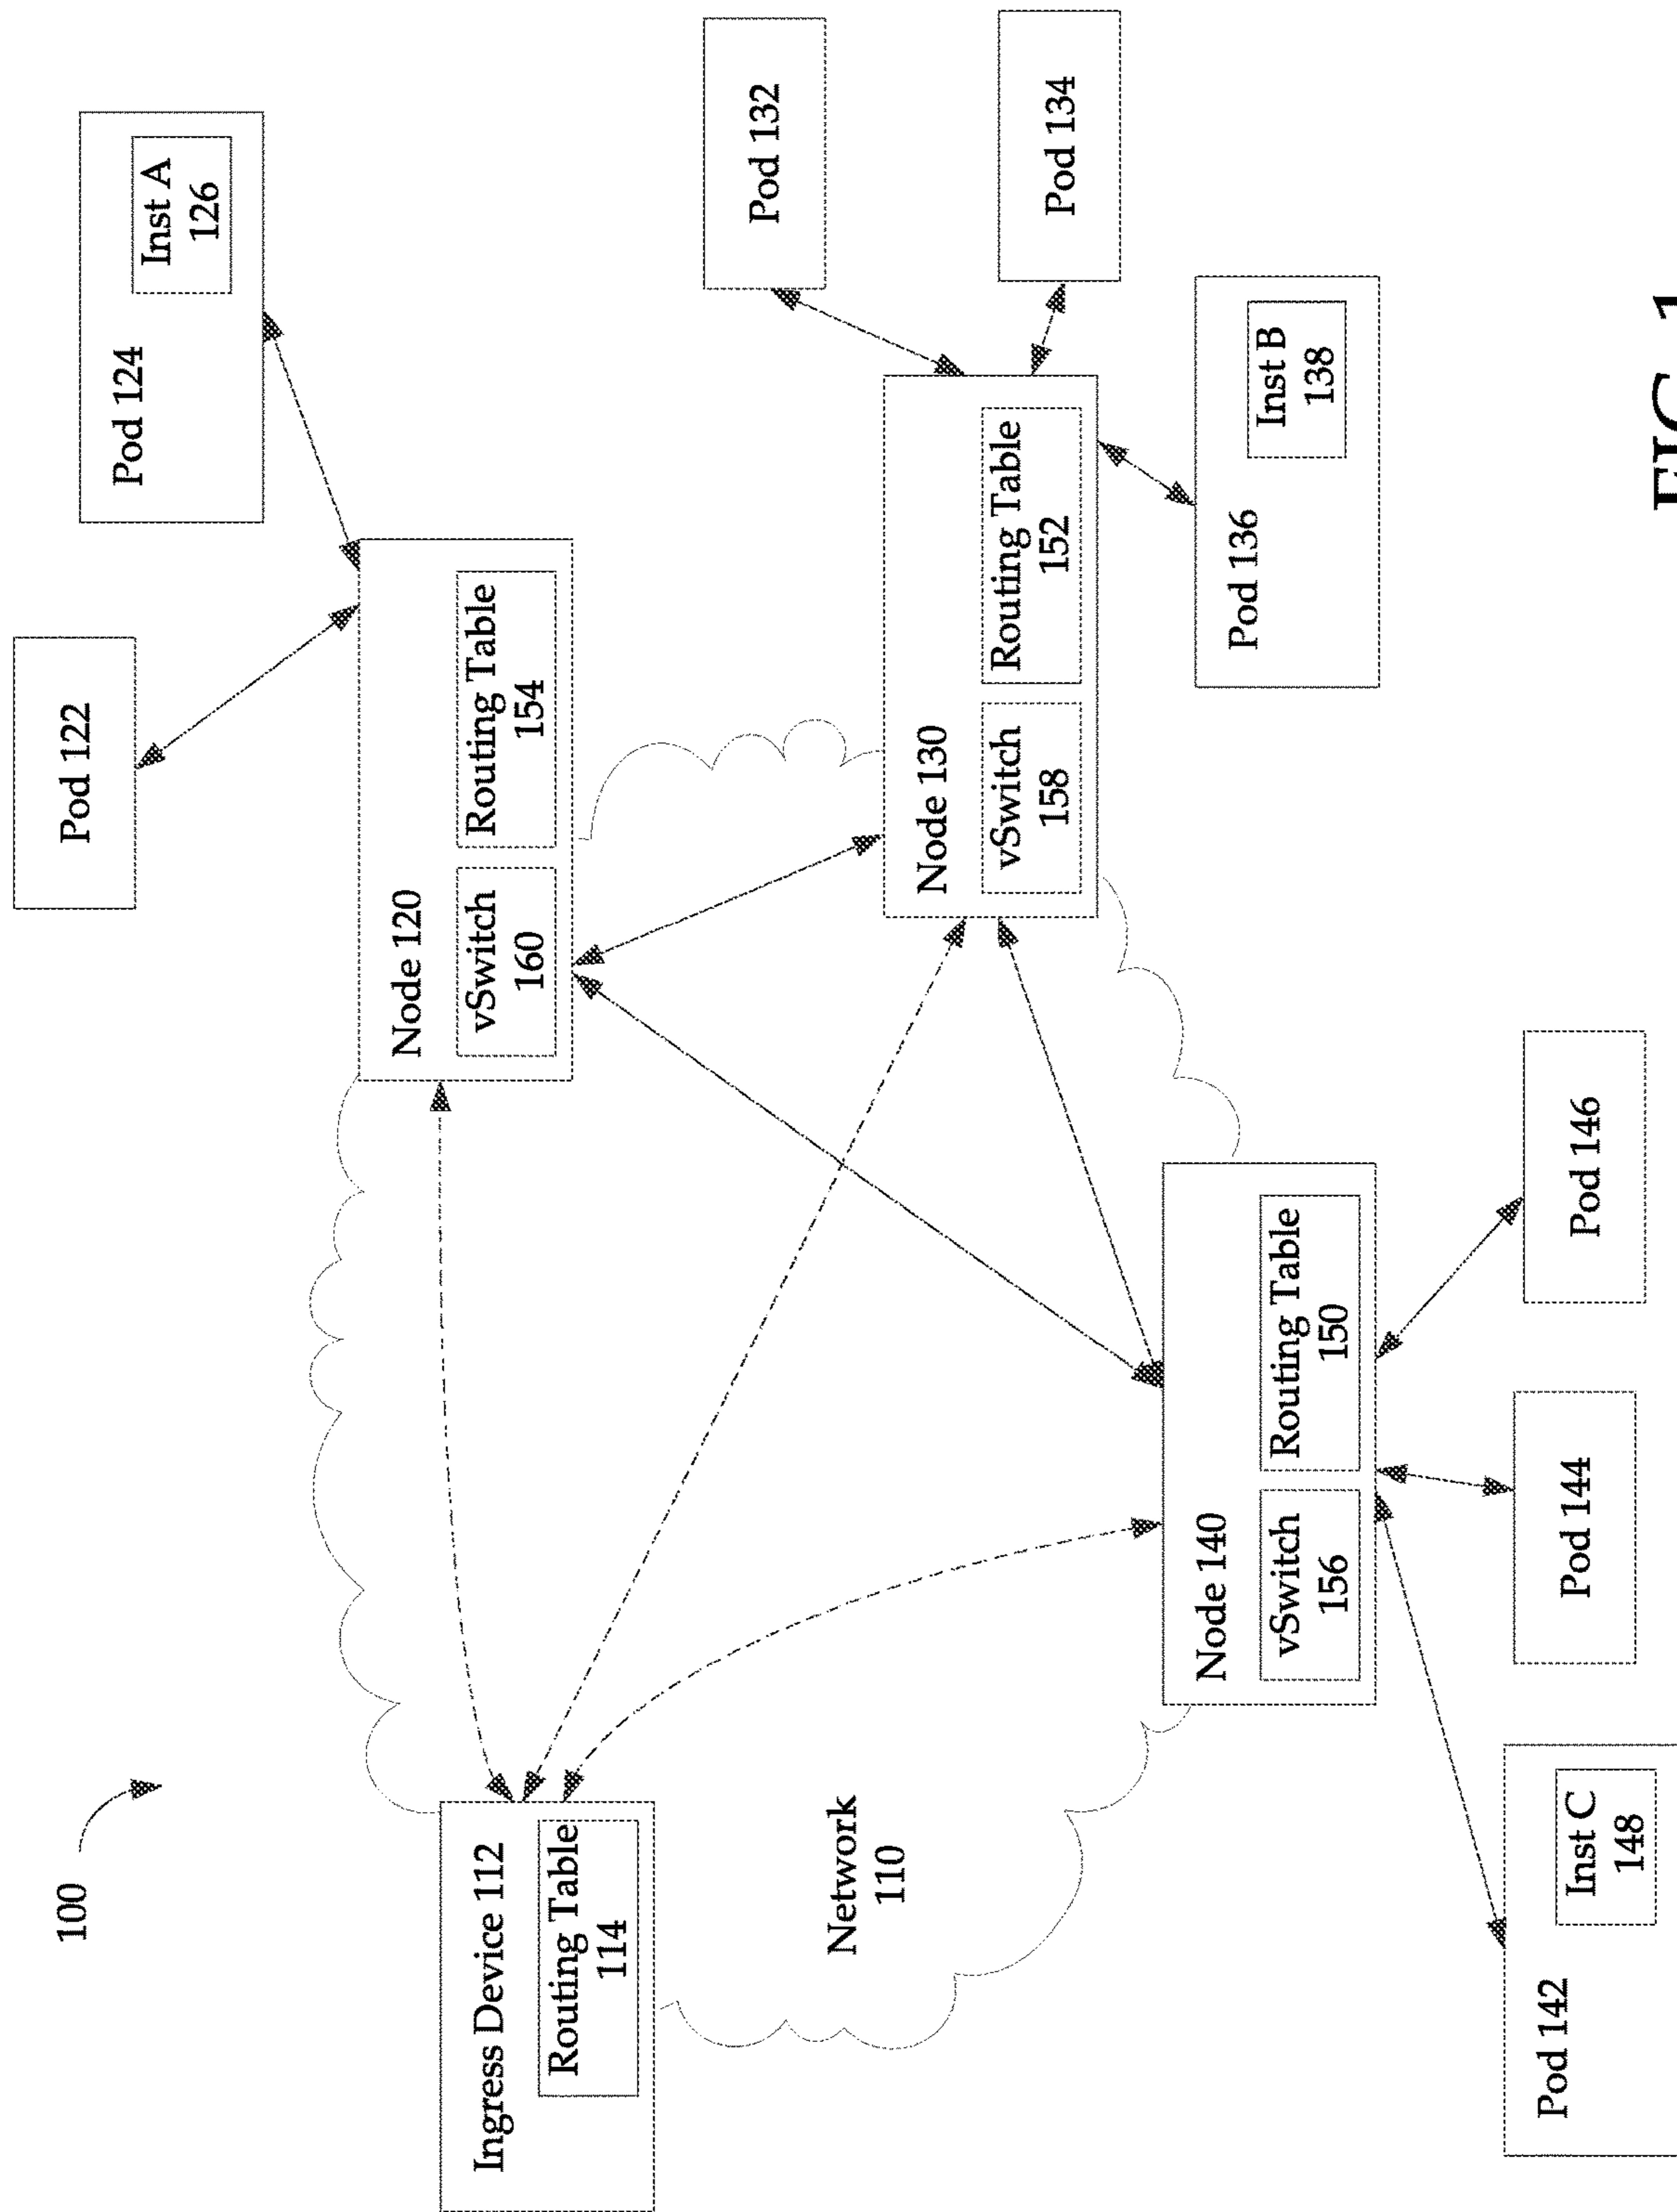 100
Pod 122
Pod 124
Inst A
126
Node 120
vSwitch
160
Routing Table
154
Ingress Device 112
Routing Table
114
Network
110
Node 130
vSwitch
158
Routing Table
152
Pod 132
Pod 134
Pod 136
Inst B
138
Node 140
vSwitch
156
Routing Table
150
Pod 142
Inst C
148
Pod 144
Pod 146
FIG. 1